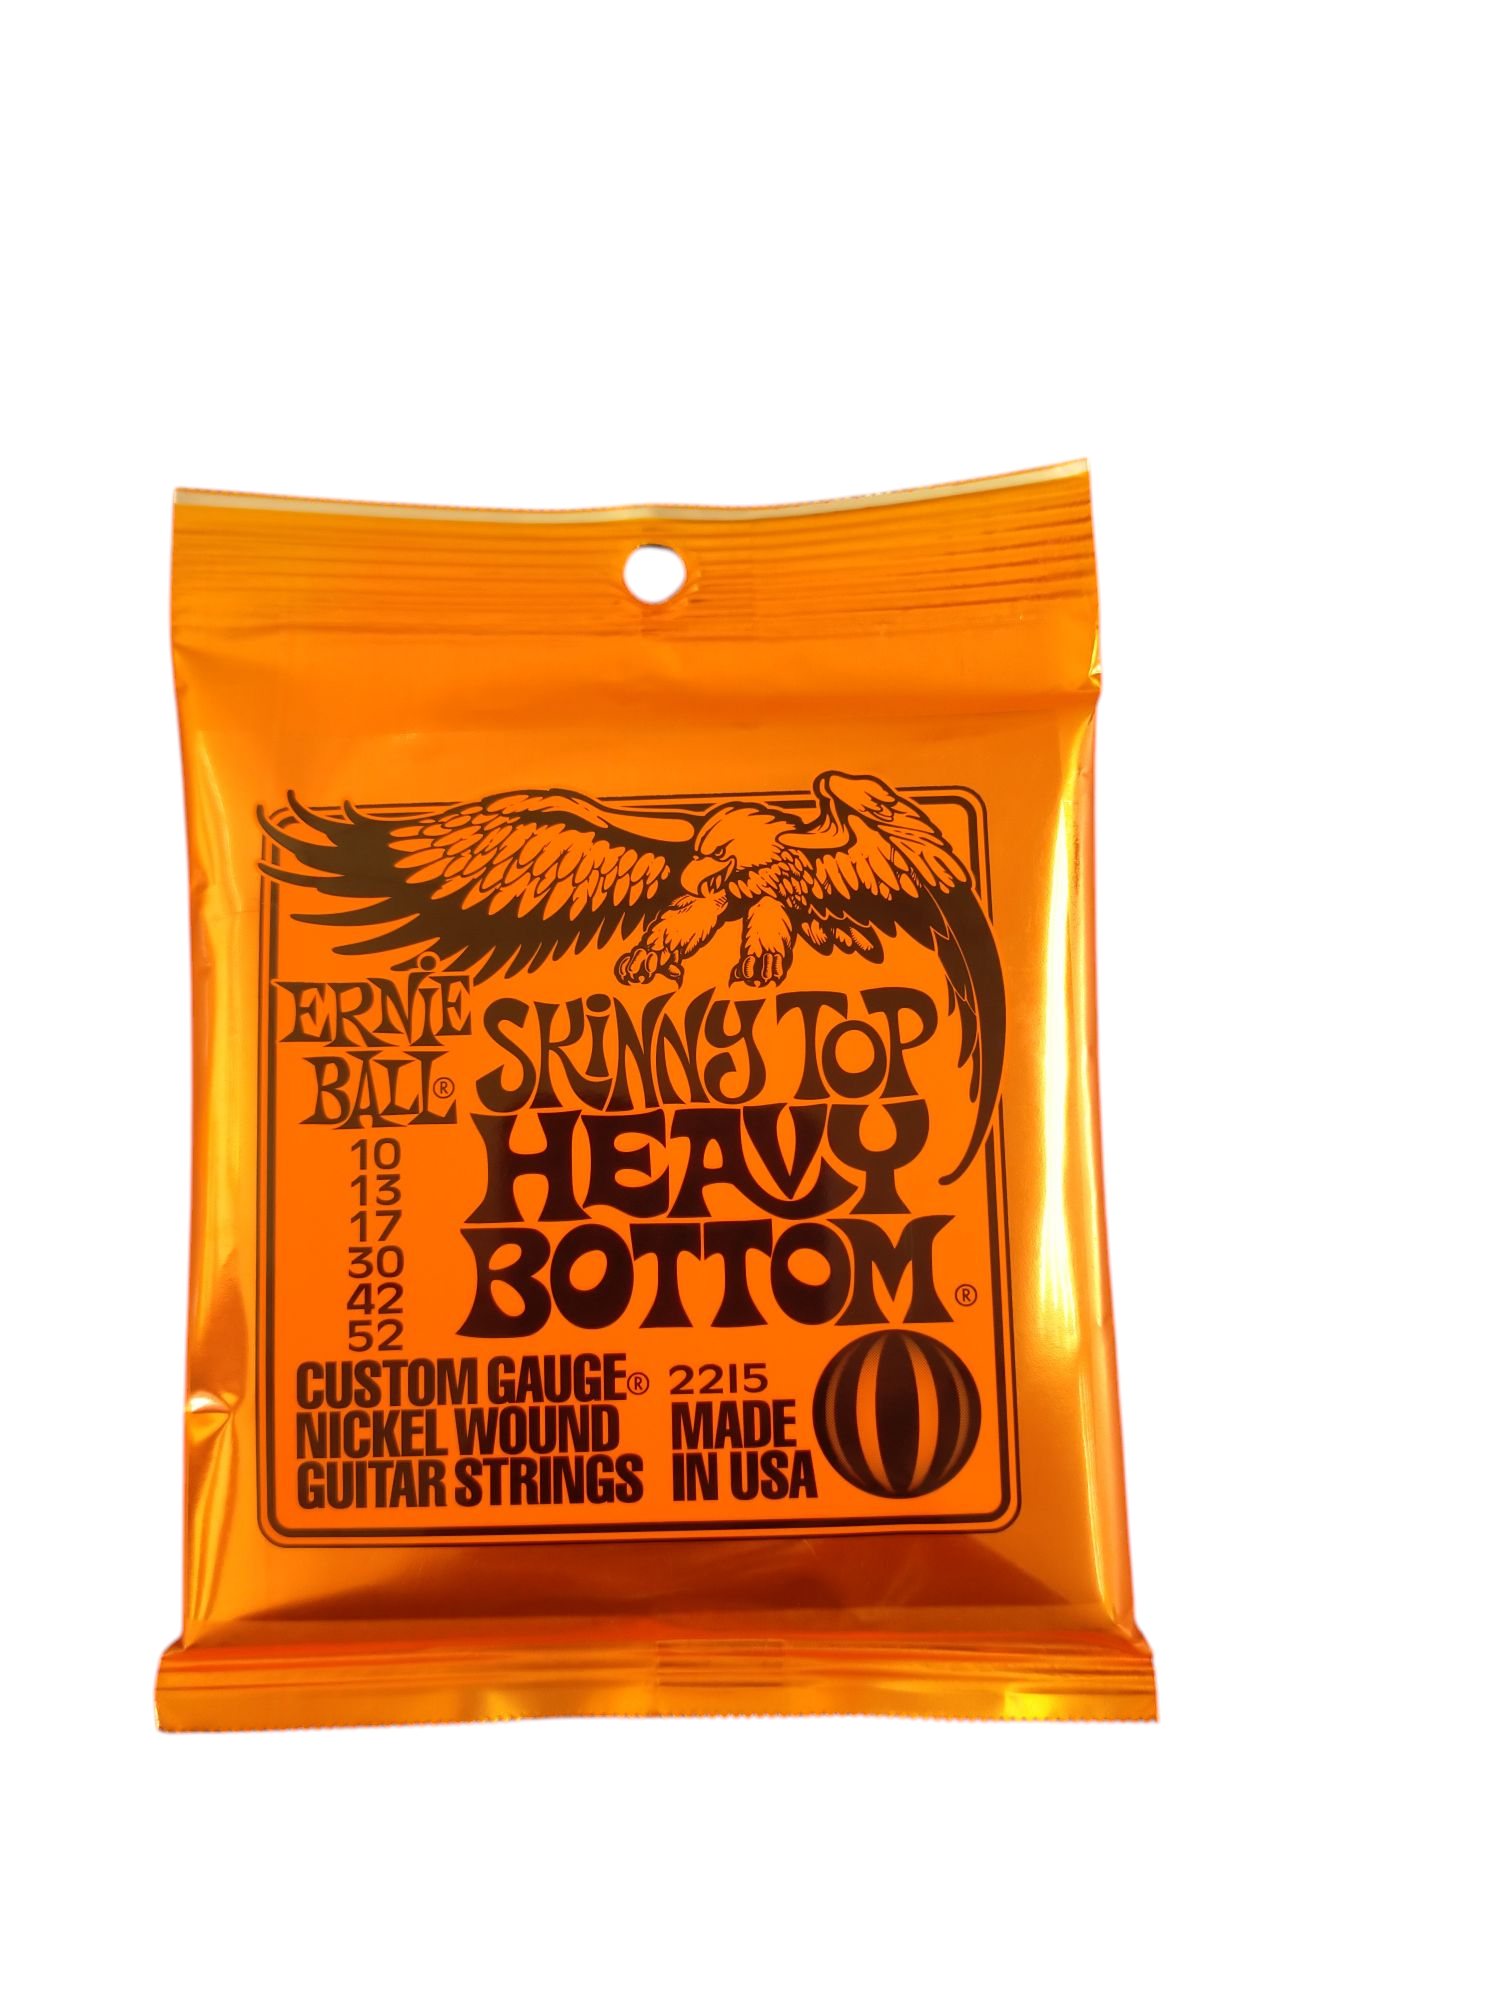 ERNIE
BALL®
SKINNY TOP
HEAVY
BOTTOM®
10
13
17
30
42
52
CUSTOM GAUGE®
NICKEL WOUND
GUITAR STRINGS
2215
MADE
IN USA